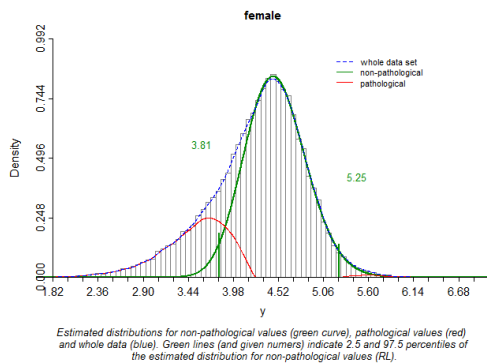 female
0.992
0.744
0.496
0.248
0.000
Density
whole data set
non-pathological
pathological
3.81
5.25
1.82 2.36 2.90 3.44 3.98 4.52 5.06 5.60 6.14 6.68
y
Estimated distributions for non-pathological values (green curve), pathological values (red)
and whole data (blue). Green lines (and given numers) indicate 2.5 and 97.5 percentiles of
the estimated distribution for non-pathological values (RL).